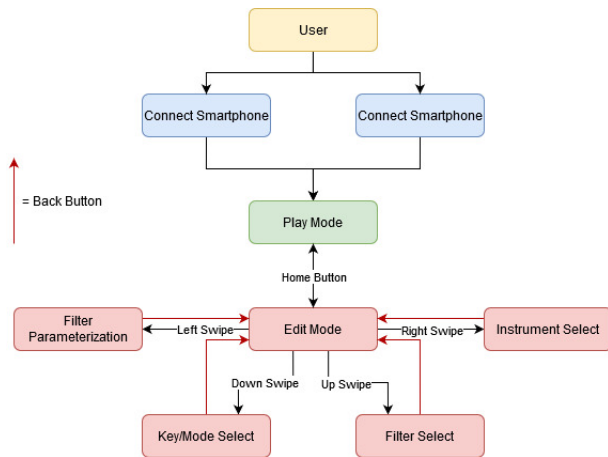 User
Connect Smartphone
Connect Smartphone
= Back Button
Play Mode
Home Button
Filter
Parameterization
Left Swipe
Edit Mode
Right Swipe
Instrument Select
Down Swipe
Up Swipe
Key/Mode Select
Filter Select